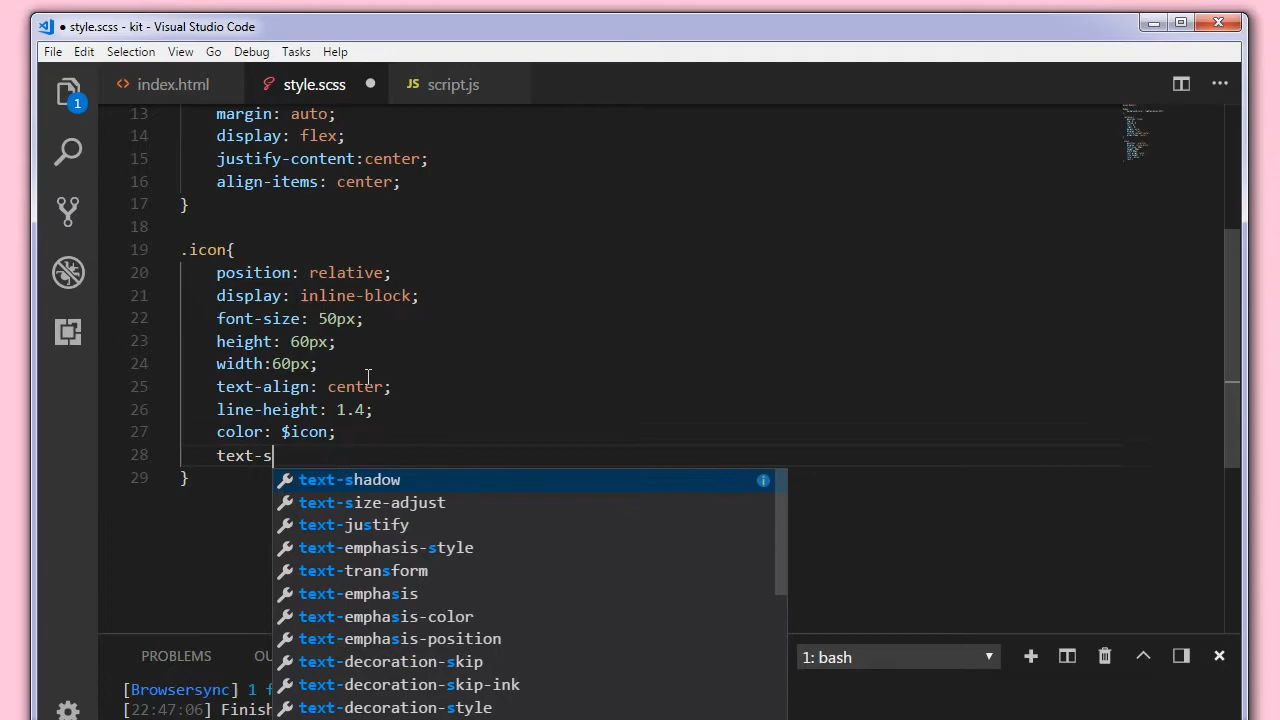 ● style.scss - kit - Visual Studio Code
File Edit Selection View Go Debug Tasks Help
index.html style.scss ● JS script.js
1
13 margin: auto;
14 display: flex;
15 justify-content:center;
16 align-items: center;
17 }
18
19 .icon{
20 position: relative;
21 display: inline-block;
22 font-size: 50px;
23 height: 60px;
24 width:60px;
25 text-align: center;
26 line-height: 1.4;
27 color: $icon;
28 text-s
29 }
text-shadow
text-size-adjust
text-justify
text-emphasis-style
text-transform
text-emphasis
text-emphasis-color
text-emphasis-position
text-decoration-skip
text-decoration-skip-ink
text-decoration-style
PROBLEMS OU 1: bash
[Browsersync] 1 f
[22:47:06] Finish